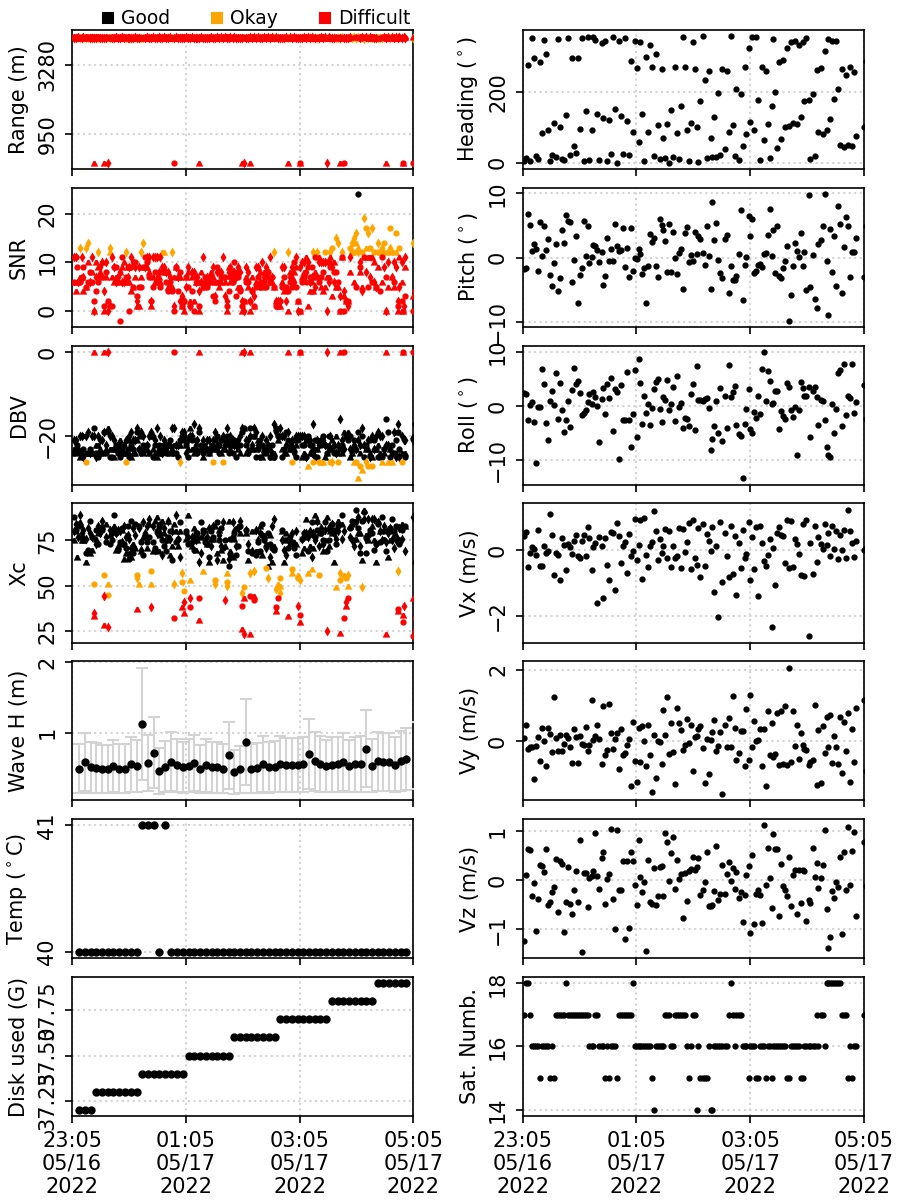 Good Okay Difficult
Range (m)
3280
950
Heading (°)
200
0
SNR
20
10
0
Pitch (°)
10
0
−10
DBV
0
−20
Roll (°)
10
0
−10
Xc
75
50
25
Vx (m/s)
0
−2
Wave H (m)
2
1
Vy (m/s)
2
0
Temp (°C)
41
40
Vz (m/s)
1
0
−1
Disk used (G)
37.75
37.50
37.25
Sat. Numb.
18
16
14
23:05 01:05 03:05 05:05
05/16 05/17 05/17 05/17
2022 2022 2022 2022
23:05 01:05 03:05 05:05
05/16 05/17 05/17 05/17
2022 2022 2022 2022